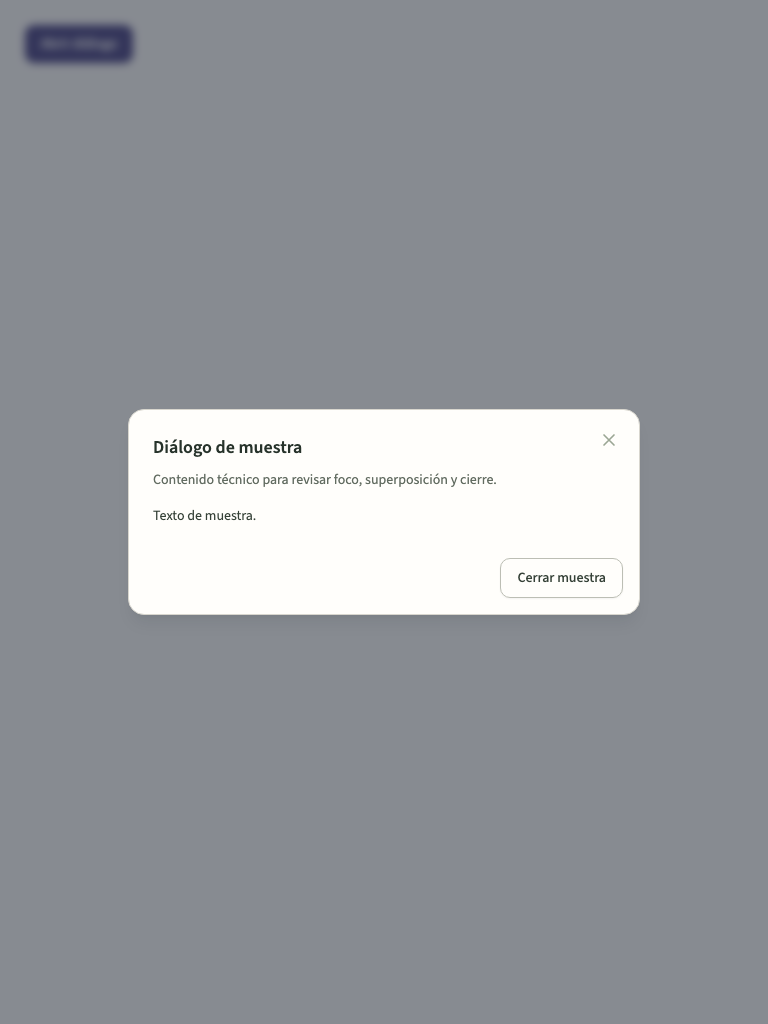 Diálogo de muestra
Contenido técnico para revisar foco, superposición y cierre.
Texto de muestra.
Cerrar muestra